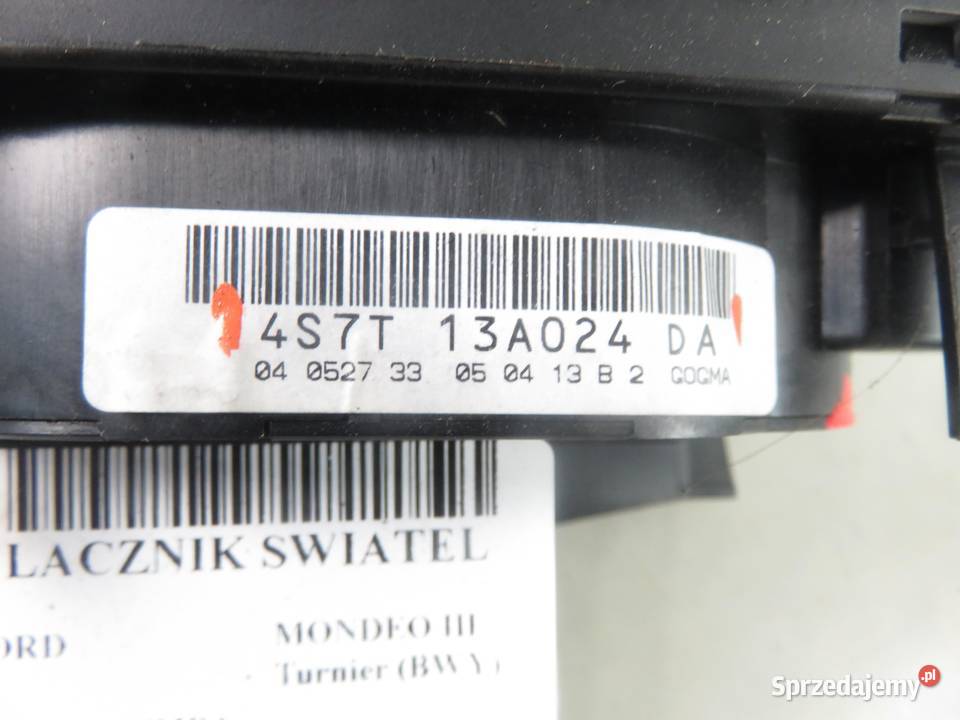 4S7T 13A024 DA
04 0527 33 05 04 13 B 2 GOGMA
LACZNIK SWIATEL
ORD
MONDEO III
Turnier (BWY)
Sprzedajemy.pl